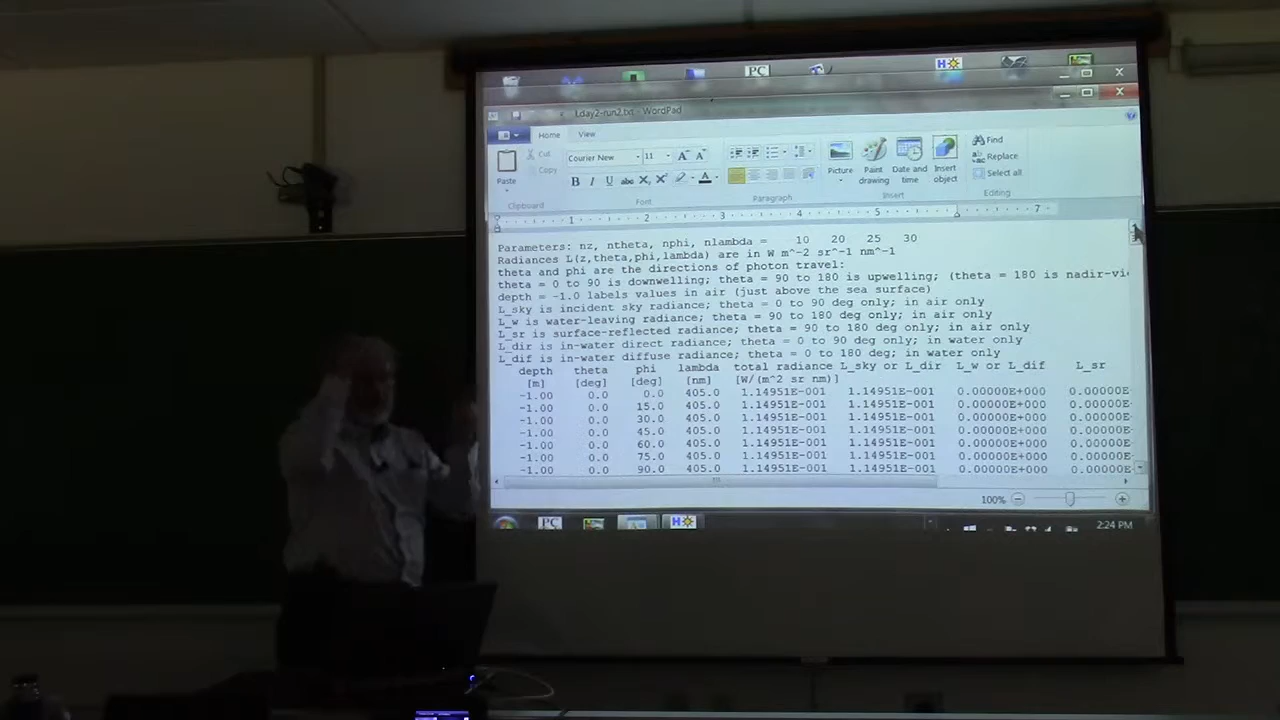 PC
Lday2-run2.txt - WordPad
Home View
Cut
Copy
Paste
Clipboard
Courier New 11 A A
B I U abc X X A
Font
Paragraph
Picture
Paint drawing
Date and time
Insert object
Insert
Find
Replace
Select all
Editing
1 2 3 4 5 7
Parameters: nz, ntheta, nphi, nlambda = 10 20 25 30
Radiances L(z,theta,phi,lambda) are in W m^-2 sr^-1 nm^-1
theta and phi are the directions of photon travel:
theta = 0 to 90 is downwelling; theta = 90 to 180 is upwelling; (theta = 180 is nadir-vi
depth = -1.0 labels values in air (just above the sea surface)
L_sky is incident sky radiance; theta = 0 to 90 deg only; in air only
L_w is water-leaving radiance; theta = 90 to 180 deg only; in air only
L_sr is surface-reflected radiance; theta = 90 to 180 deg only; in air only
L_dir is in-water direct radiance; theta = 0 to 90 deg only; in water only
L_dif is in-water diffuse radiance; theta = 0 to 180 deg; in water only
depth theta phi lambda total radiance L_sky or L_dir L_w or L_dif L_sr
[m] [deg] [deg] [nm] [W/(m^2 sr nm)]
-1.00 0.0 0.0 405.0 1.14951E-001 1.14951E-001 0.00000E+000 0.00000E
-1.00 0.0 15.0 405.0 1.14951E-001 1.14951E-001 0.00000E+000 0.00000E-
-1.00 0.0 30.0 405.0 1.14951E-001 1.14951E-001 0.00000E+000 0.00000E-
-1.00 0.0 45.0 405.0 1.14951E-001 1.14951E-001 0.00000E+000 0.00000E-
-1.00 0.0 60.0 405.0 1.14951E-001 1.14951E-001 0.00000E+000 0.00000E-
-1.00 0.0 75.0 405.0 1.14951E-001 1.14951E-001 0.00000E+000 0.00000E-
-1.00 0.0 90.0 405.0 1.14951E-001 1.14951E-001 0.00000E+000 0.00000E-
100%
PC H 2:24 PM